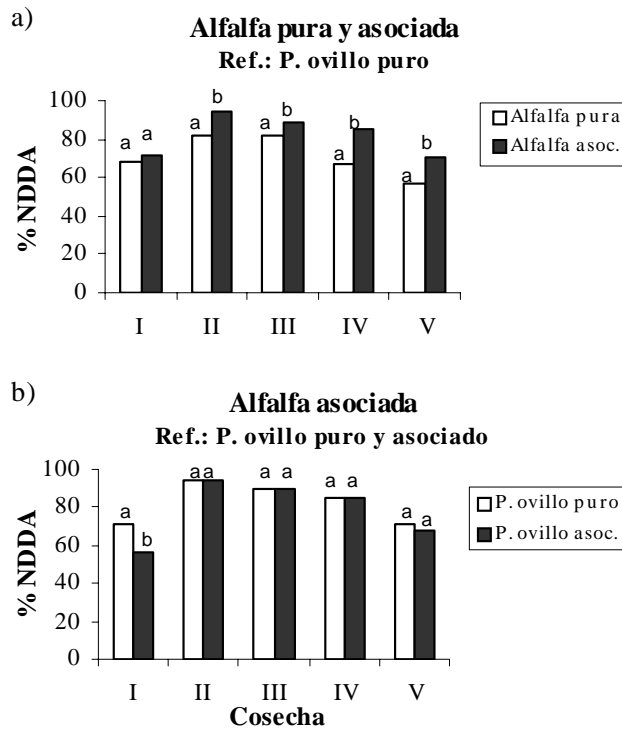 a)
Alfalfa pura y asociada
Ref.: P. ovillo puro
% NDDA
100
80
60
40
20
0
a a a b a b a b a b
I II III IV V
Alfalfa pura
Alfalfa asoc.
b)
Alfalfa asociada
Ref.: P. ovillo puro y asociado
% NDDA
100
80
60
40
20
0
a b a a a a a a a a
I II III IV V
Cosecha
P. ovillo puro
P. ovillo asoc.